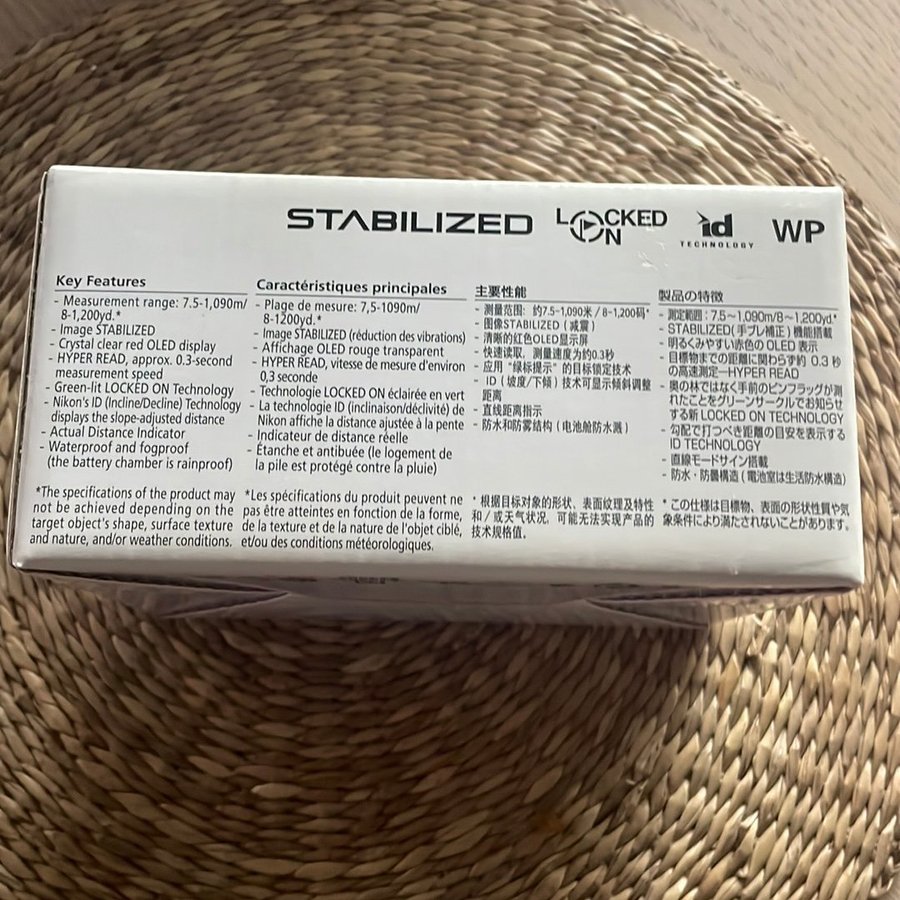 STABILIZED
LOCKED
ON
id
TECHNOLOGY
WP
Key Features
- Measurement range: 7.5-1,090m/
8-1,200yd.*
- Image STABILIZED
- Crystal clear red OLED display
- HYPER READ, approx. 0.3-second
measurement speed
- Green-lit LOCKED ON Technology
- Nikon's ID (Incline/Decline) Technology
displays the slope-adjusted distance
- Actual Distance Indicator
- Waterproof and fogproof
(the battery chamber is rainproof)
*The specifications of the product may
not be achieved depending on the
target object's shape, surface texture
and nature, and/or weather conditions.
Caractéristiques principales
- Plage de mesure: 7,5-1090m/
8-1200yd.*
- Image STABILIZED (réduction des vibrations)
- Affichage OLED rouge transparent
- HYPER READ, vitesse de mesure d'environ
0,3 seconde
- Technologie LOCKED ON éclairée en vert
- La technologie ID (inclinaison/déclivité) de
Nikon affiche la distance ajustée à la pente
- Indicateur de distance réelle
- Étanche et antibuée (le logement de
la pile est protégé contre la pluie)
*Les spécifications du produit peuvent ne
pas être atteintes en fonction de la forme,
de la texture et de la nature de l'objet ciblé,
et/ou des conditions météorologiques.
主要性能
- 测量范围: 约7.5-1,090米 / 8-1,200码*
- 图像STABILIZED（减震）
- 清晰的红色OLED显示屏
- 快速读取, 测量速度为约0.3秒
- 应用“绿标提示”的目标锁定技术
- ID（坡度/下倾）技术可显示倾斜调整
距离
- 直线距离指示
- 防水和防雾结构（电池舱防水溅）
* 根据目标对象的形状、表面纹理及特性
和 / 或天气状况, 可能无法实现产品的
技术规格值。
製品の特徴
- 測定範囲：7.5～1,090m/8～1,200yd*
- STABILIZED(手ブレ補正）機能搭載
- 明るくみやすい赤色の OLED 表示
- 目標物までの距離に関わらず約 0.3 秒
の高速測定―HYPER READ
- 奥の林ではなく手前のピンフラッグが測
れたことをグリーンサークルでお知らせ
する新 LOCKED ON TECHNOLOGY
- 勾配で打つべき距離の目安を表示する
ID TECHNOLOGY
- 直線モードサイン搭載
- 防水・防曇構造（電池室は生活防水構造）
* この仕様は目標物、表面の形状性質や気
象条件により満たされないことがあります。